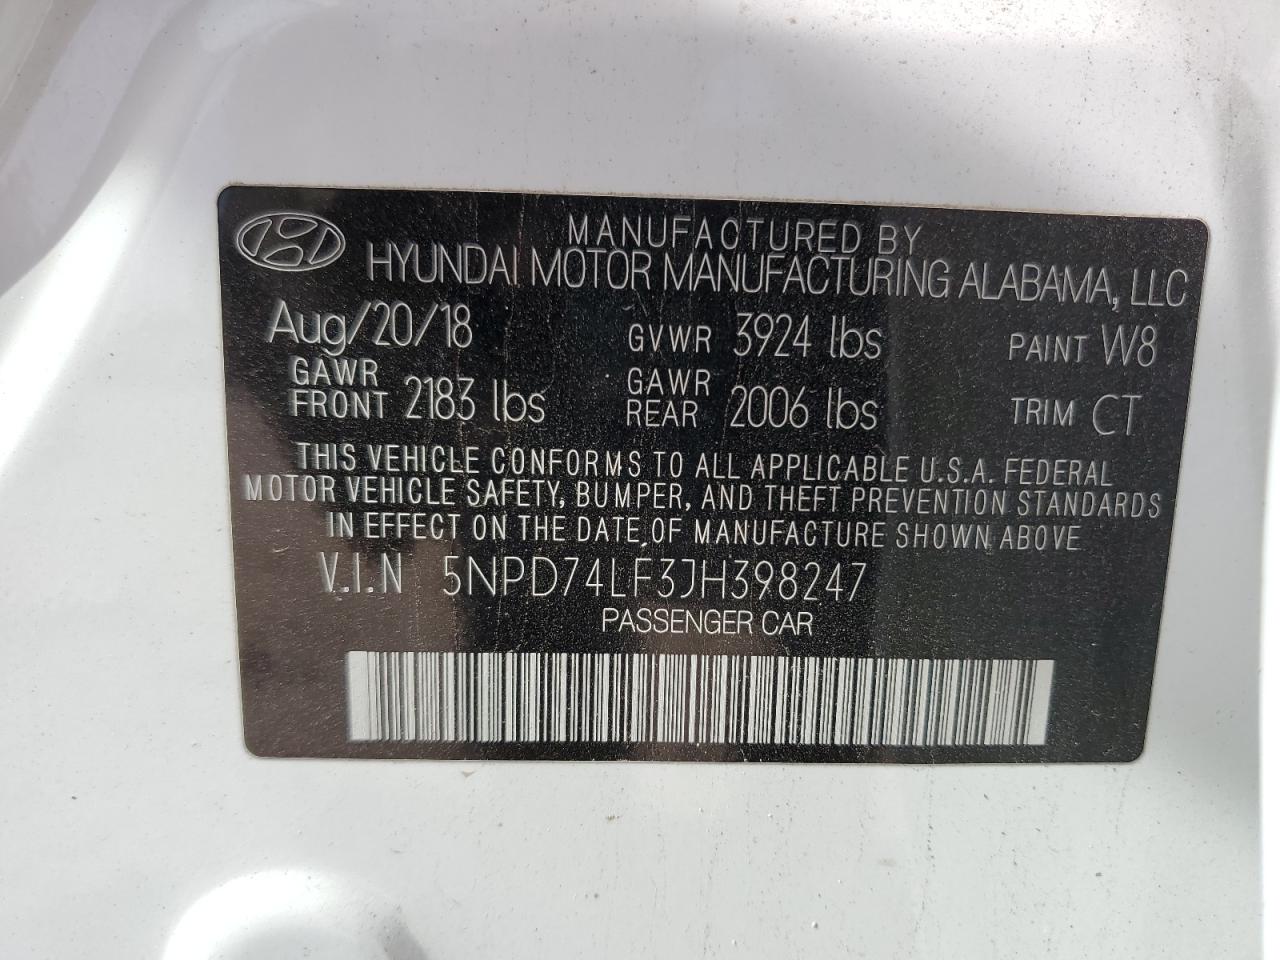 MANUFACTURED BY
HYUNDAI MOTOR MANUFACTURING ALABAMA, LLC
Aug/20/18 GVWR 3924 lbs PAINT W8
GAWR FRONT 2183 lbs GAWR REAR 2006 lbs TRIM CT
THIS VEHICLE CONFORMS TO ALL APPLICABLE U.S.A. FEDERAL
MOTOR VEHICLE SAFETY, BUMPER, AND THEFT PREVENTION STANDARDS
IN EFFECT ON THE DATE OF MANUFACTURE SHOWN ABOVE
V.I.N 5NPD74LF3JH398247
PASSENGER CAR